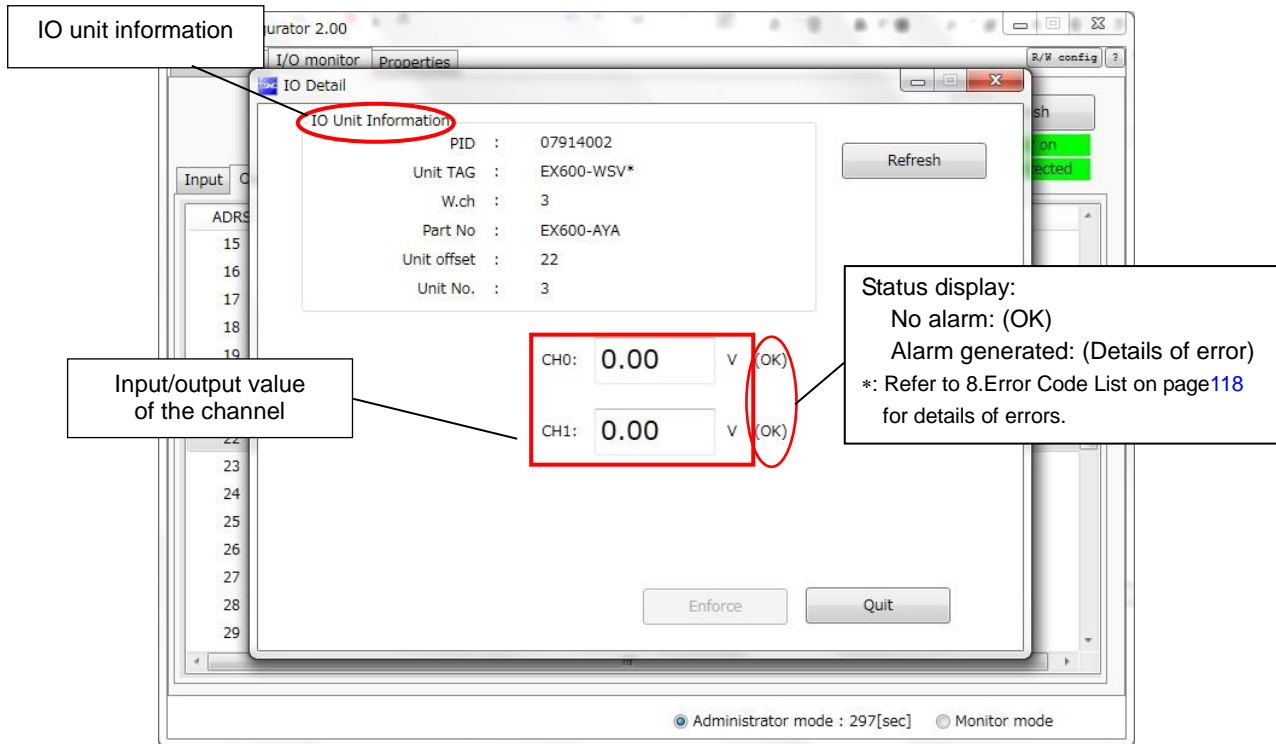 IO unit information
urator 2.00
I/O monitor Properties
R/W config ?
IO Detail
IO Unit Information
PID : 07914002
Unit TAG : EX600-WSV*
W.ch : 3
Part No : EX600-AYA
Unit offset : 22
Unit No. : 3
Refresh
sh
on
ected
Input
ADRS
15
16
17
18
19
22
23
24
25
26
27
28
29
CH0: 0.00 V (OK)
CH1: 0.00 V (OK)
Input/output value
of the channel
Status display:
No alarm: (OK)
Alarm generated: (Details of error)
*: Refer to 8.Error Code List on page118
for details of errors.
Enforce
Quit
Administrator mode : 297[sec] Monitor mode